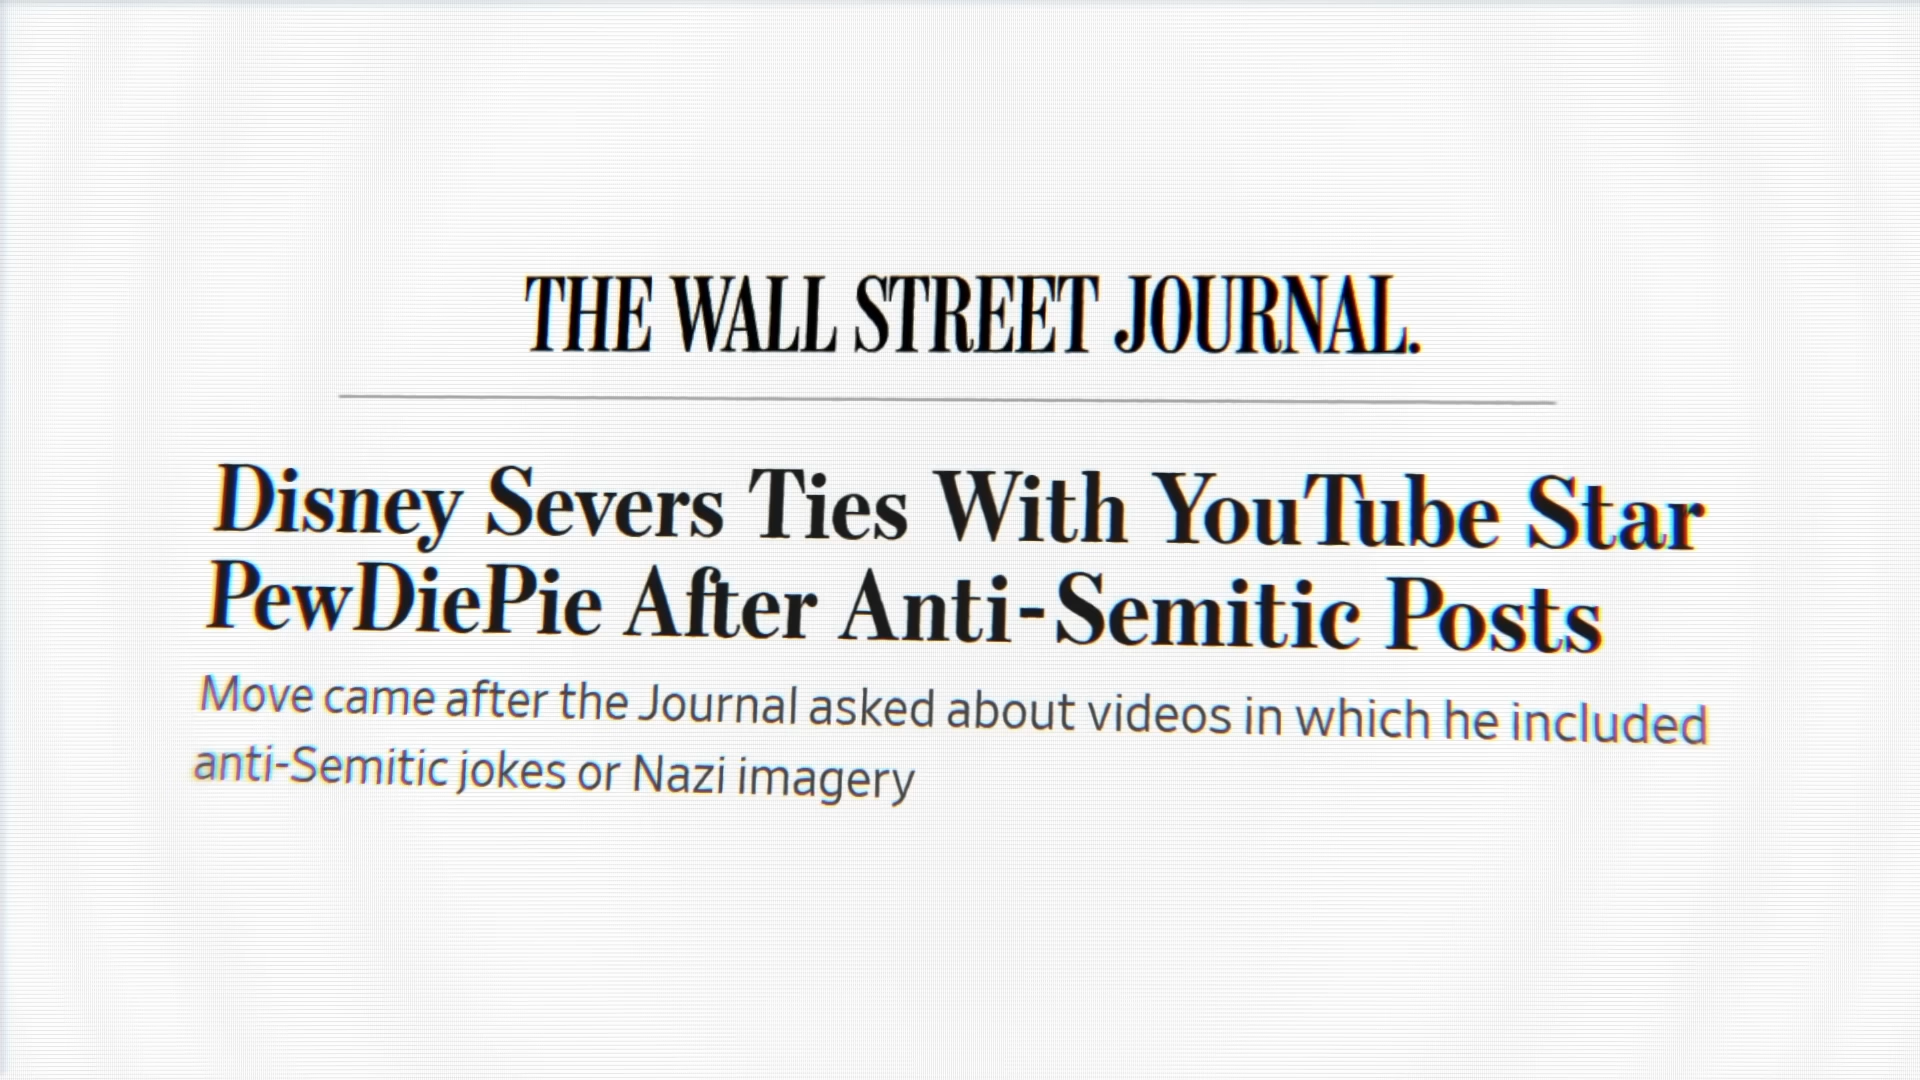 THE WALL STREET JOURNAL.
Disney Severs Ties With YouTube Star
PewDiePie After Anti-Semitic Posts
Move came after the Journal asked about videos in which he included
anti-Semitic jokes or Nazi imagery